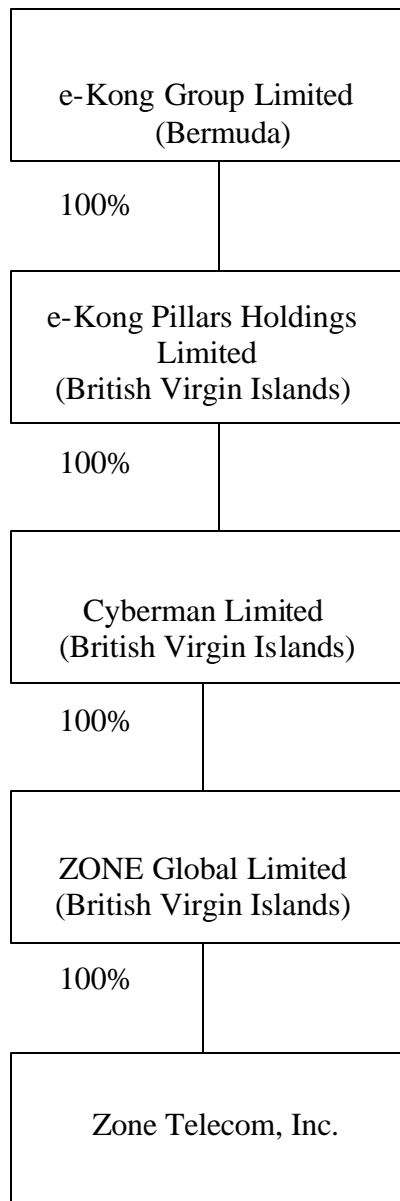 e-Kong Group Limited
(Bermuda)
100%
e-Kong Pillars Holdings
Limited
(British Virgin Islands)
100%
Cyberman Limited
(British Virgin Islands)
100%
ZONE Global Limited
(British Virgin Islands)
100%
Zone Telecom, Inc.